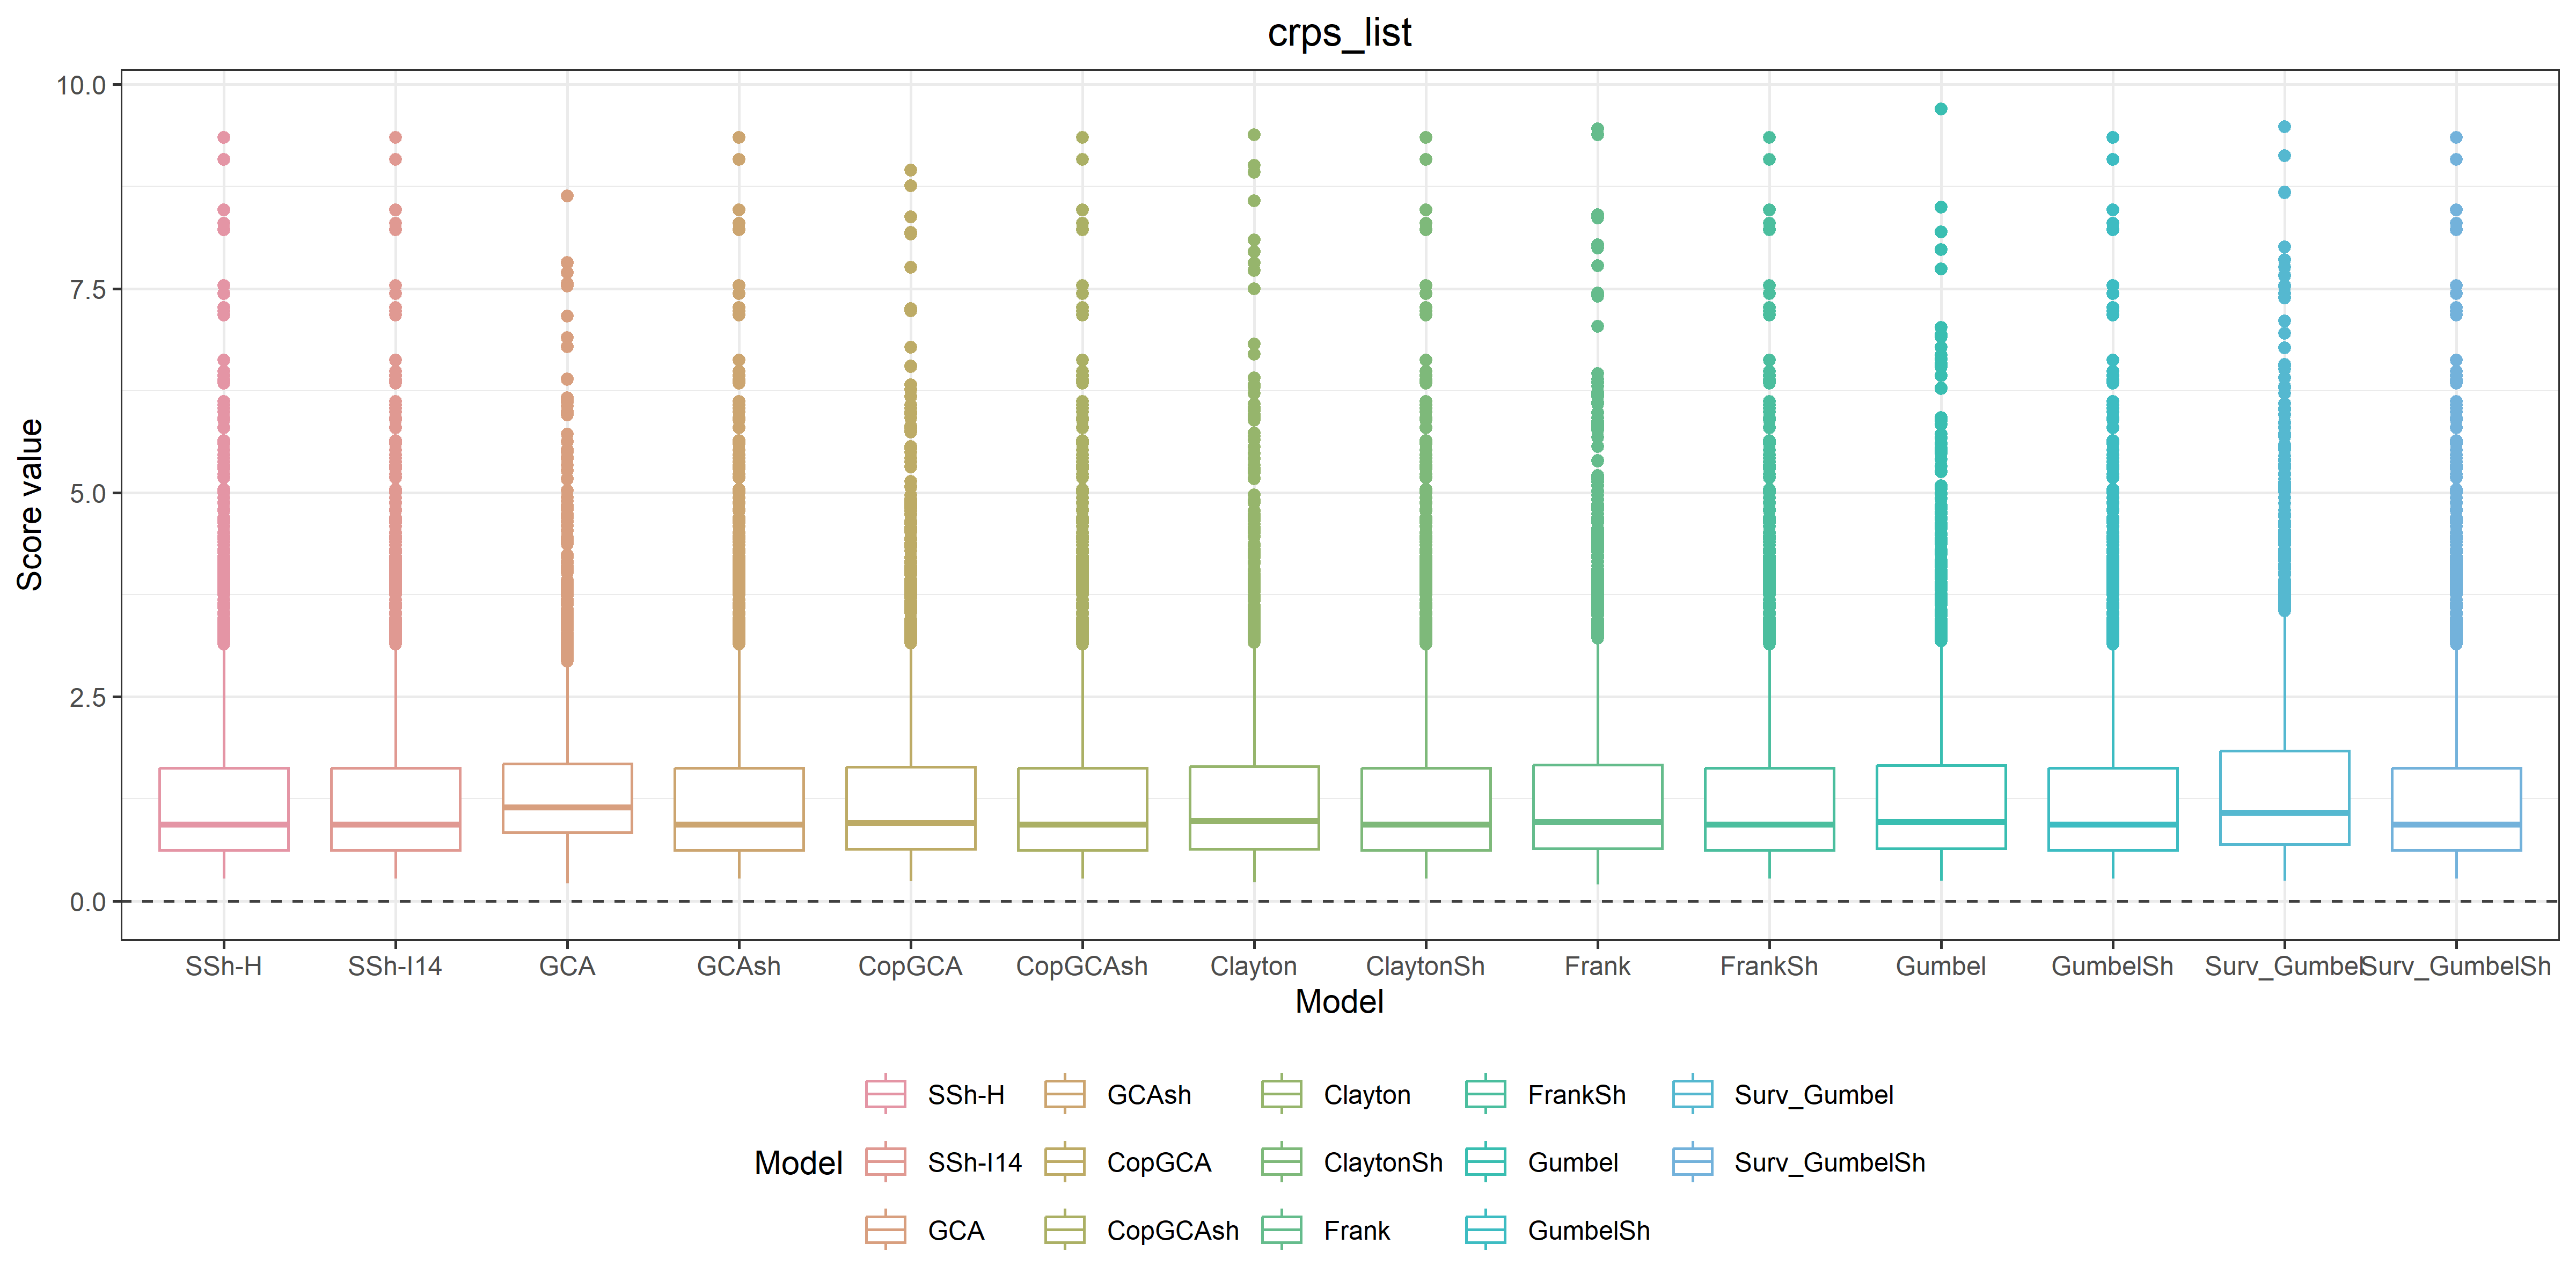 crps_list
Score value
10.0
7.5
5.0
2.5
0.0
SSh-H SSh-I14 GCA GCAsh CopGCA CopGCAsh Clayton ClaytonSh Frank FrankSh Gumbel GumbelSh Surv_Gumbel Surv_GumbelSh
Model
Model
SSh-H GCAsh Clayton FrankSh Surv_Gumbel
SSh-I14 CopGCA ClaytonSh Gumbel Surv_GumbelSh
GCA CopGCAsh Frank GumbelSh